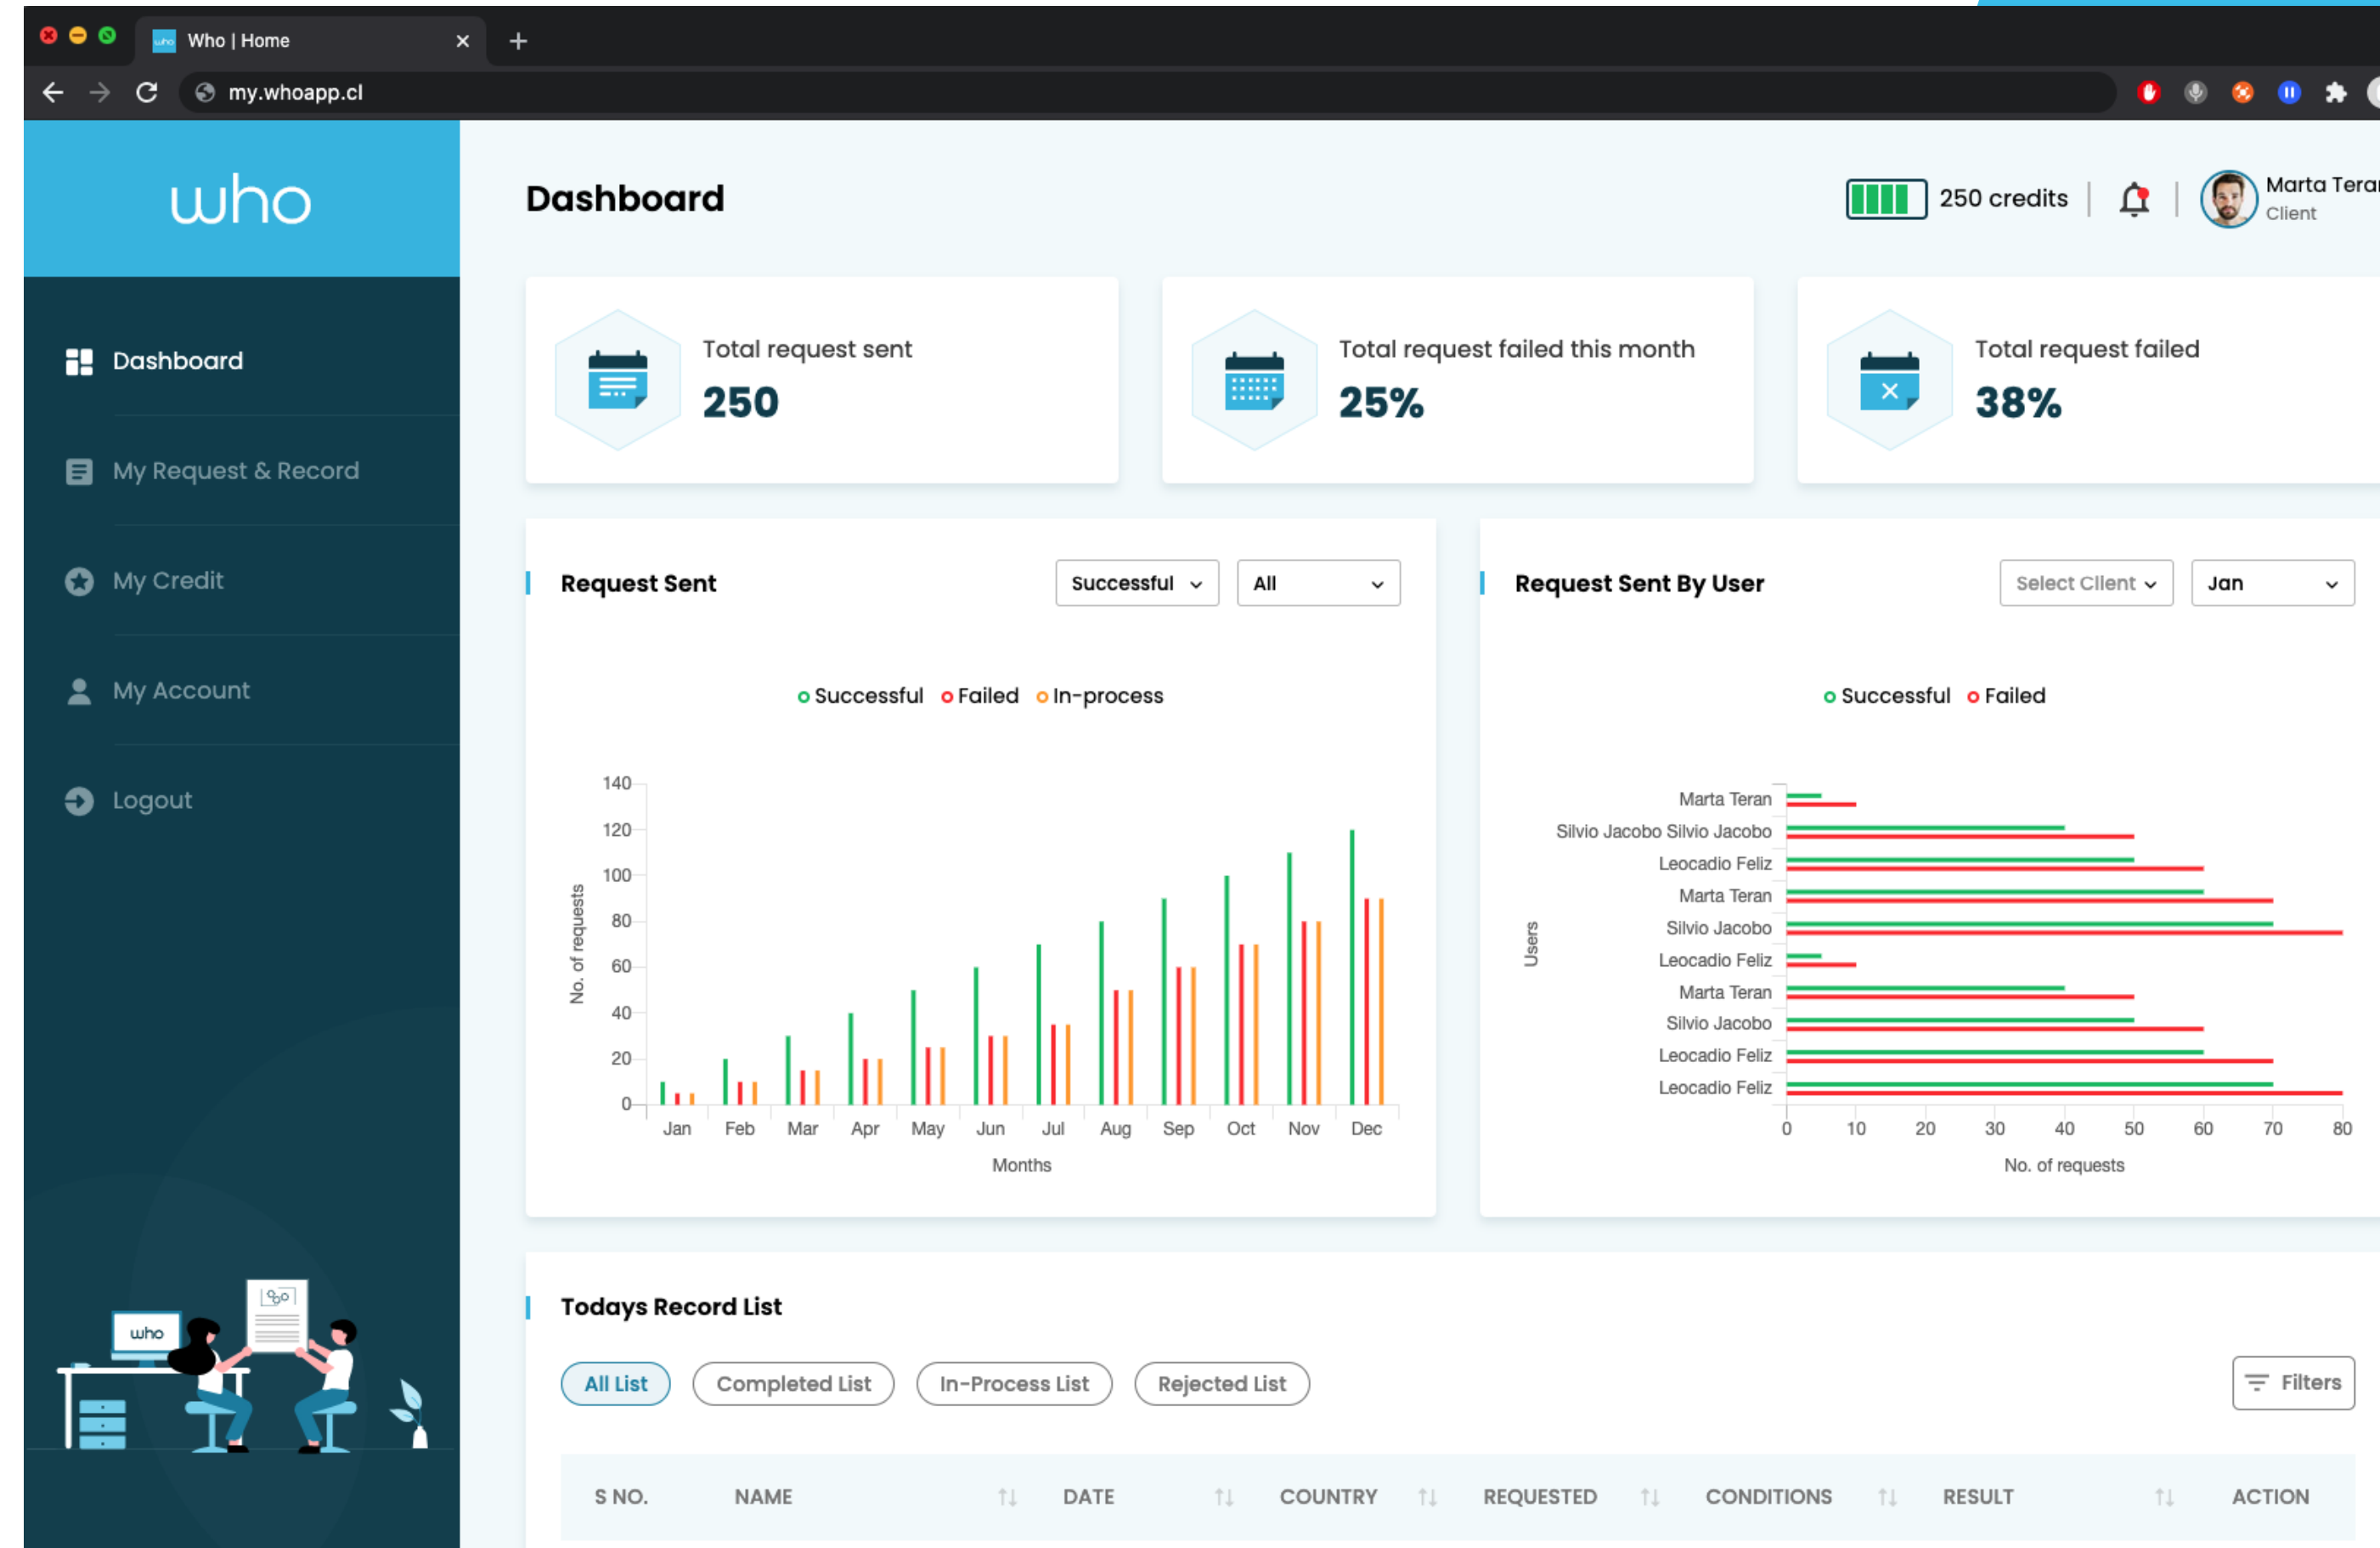 who
Who | Home
my.whoapp.cl
who
Dashboard
My Request & Record
My Credit
My Account
Logout
who
Dashboard
250 credits
Marta Teran
Client
Total request sent
250
Total request failed this month
25%
Total request failed
38%
Request Sent
Successful
All
Successful
Failed
In-process
140
120
100
80
60
40
20
0
No. of requests
Jan
Feb
Mar
Apr
May
Jun
Jul
Aug
Sep
Oct
Nov
Dec
Months
Request Sent By User
Select Client
Jan
Successful
Failed
Users
Marta Teran
Silvio Jacobo Silvio Jacobo
Leocadio Feliz
Marta Teran
Silvio Jacobo
Leocadio Feliz
Marta Teran
Silvio Jacobo
Leocadio Feliz
Leocadio Feliz
0
10
20
30
40
50
60
70
80
No. of requests
Todays Record List
All List
Completed List
In-Process List
Rejected List
Filters
S NO.
NAME
DATE
COUNTRY
REQUESTED
CONDITIONS
RESULT
ACTION